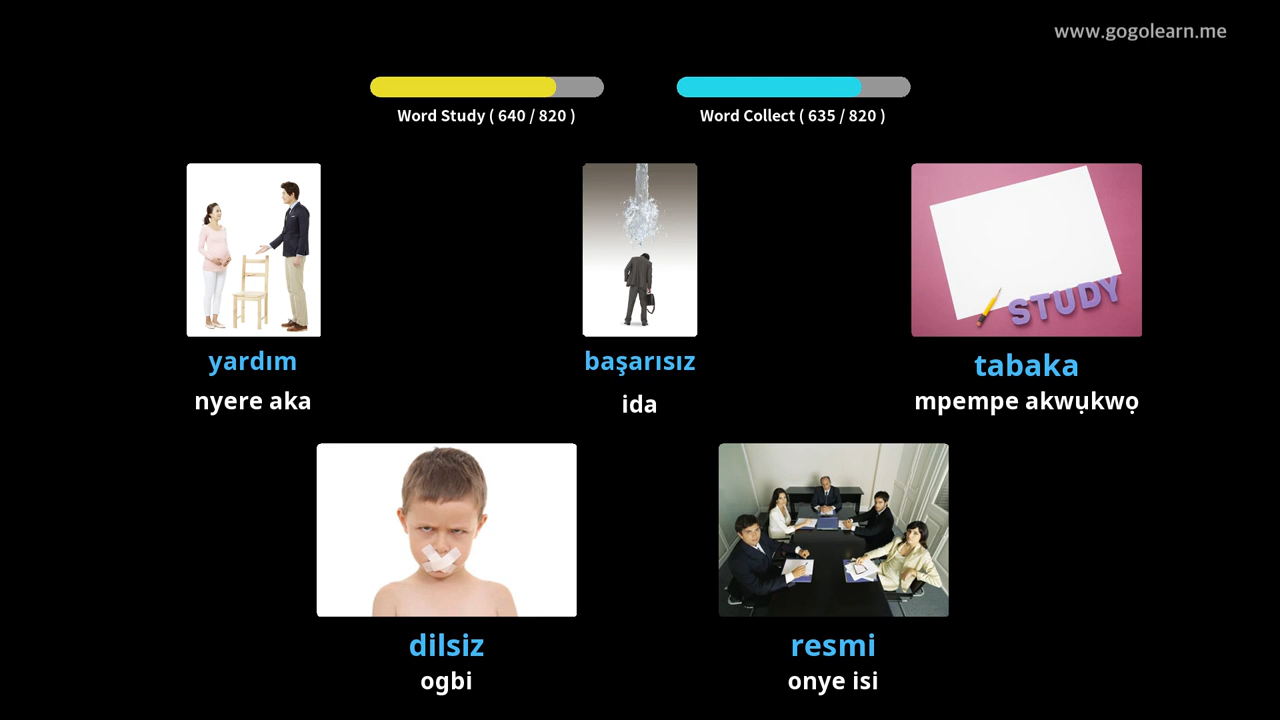 www.gogolearn.me
Word Study ( 640 / 820 )
Word Collect ( 635 / 820 )
STUDY
yardım
nyere aka
başarısız
ida
tabaka
mpempe akwụkwọ
dilsiz
ogbi
resmi
onye isi